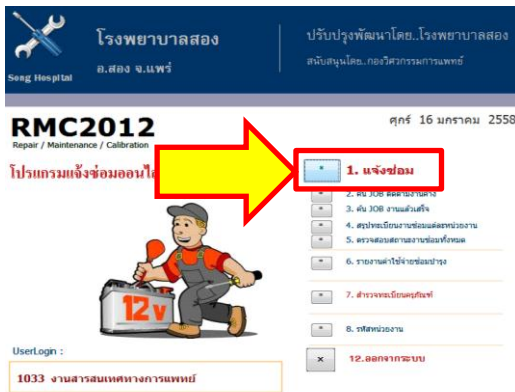 โรงพยาบาลสอง
อ.สอง จ.แพร่
Song Hospital
ปรับปรุงพัฒนาโดย..โรงพยาบาลสอง
สนับสนุนโดย..กองวิศวกรรมการแพทย์
ศุกร์ 16 มกราคม 2558
RMC2012
Repair / Maintenance / Calibration
โปรแกรมแจ้งซ่อมออนไล
1. แจ้งซ่อม
2. ค้น JOB ติดตามงานค้าง
3. ค้น JOB งานแล้วเสร็จ
4. สรุปทะเบียนงานซ่อมแต่ละหน่วยงาน
5. ตรวจสอบสถานะงานซ่อมทั้งหมด
6. รายงานค่าใช้จ่ายซ่อมบำรุง
7. สำรวจทะเบียนครุภัณฑ์
8. รหัสหน่วยงาน
12.ออกจากระบบ
12 v
UserLogin :
1033 งานสารสนเทศทางการแพทย์